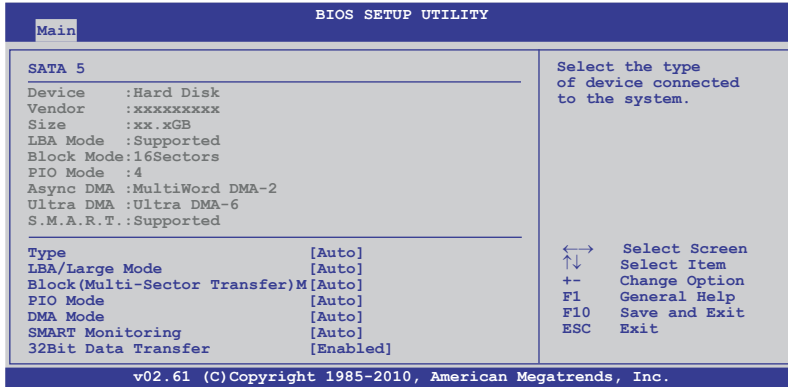 BIOS SETUP UTILITY
Main
SATA 5
Device :Hard Disk
Vendor :xxxxxxxxx
Size :xx.xGB
LBA Mode :Supported
Block Mode:16Sectors
PIO Mode :4
Async DMA :MultiWord DMA-2
Ultra DMA :Ultra DMA-6
S.M.A.R.T.:Supported
Type [Auto]
LBA/Large Mode [Auto]
Block(Multi-Sector Transfer)M[Auto]
PIO Mode [Auto]
DMA Mode [Auto]
SMART Monitoring [Auto]
32Bit Data Transfer [Enabled]
Select the type
of device connected
to the system.
←→ Select Screen
↑↓ Select Item
+- Change Option
F1 General Help
F10 Save and Exit
ESC Exit
v02.61 (C)Copyright 1985-2010, American Megatrends, Inc.